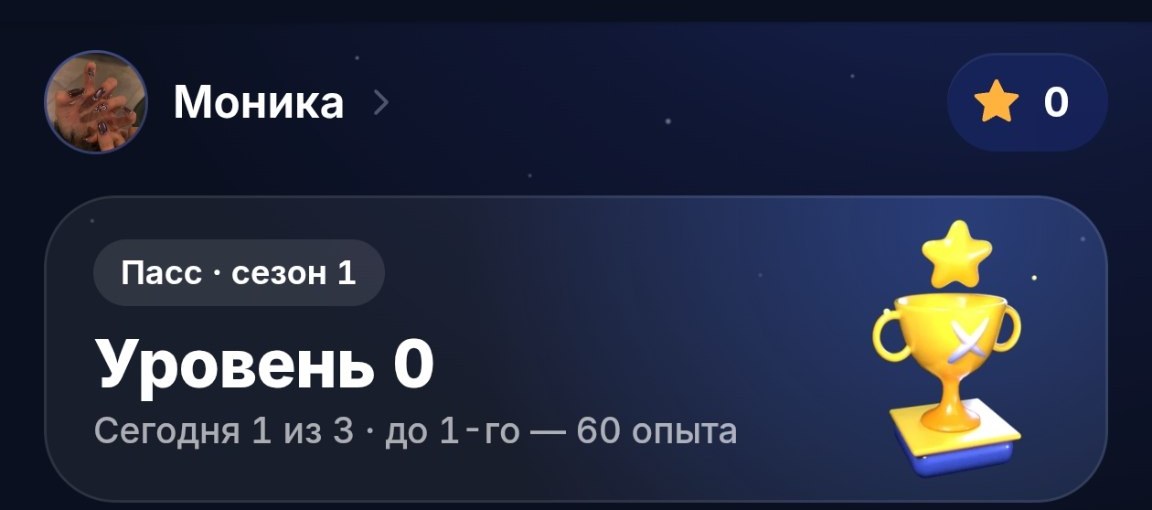 Моника
0
Пасс · сезон 1
Уровень 0
Сегодня 1 из 3 · до 1-го — 60 опыта